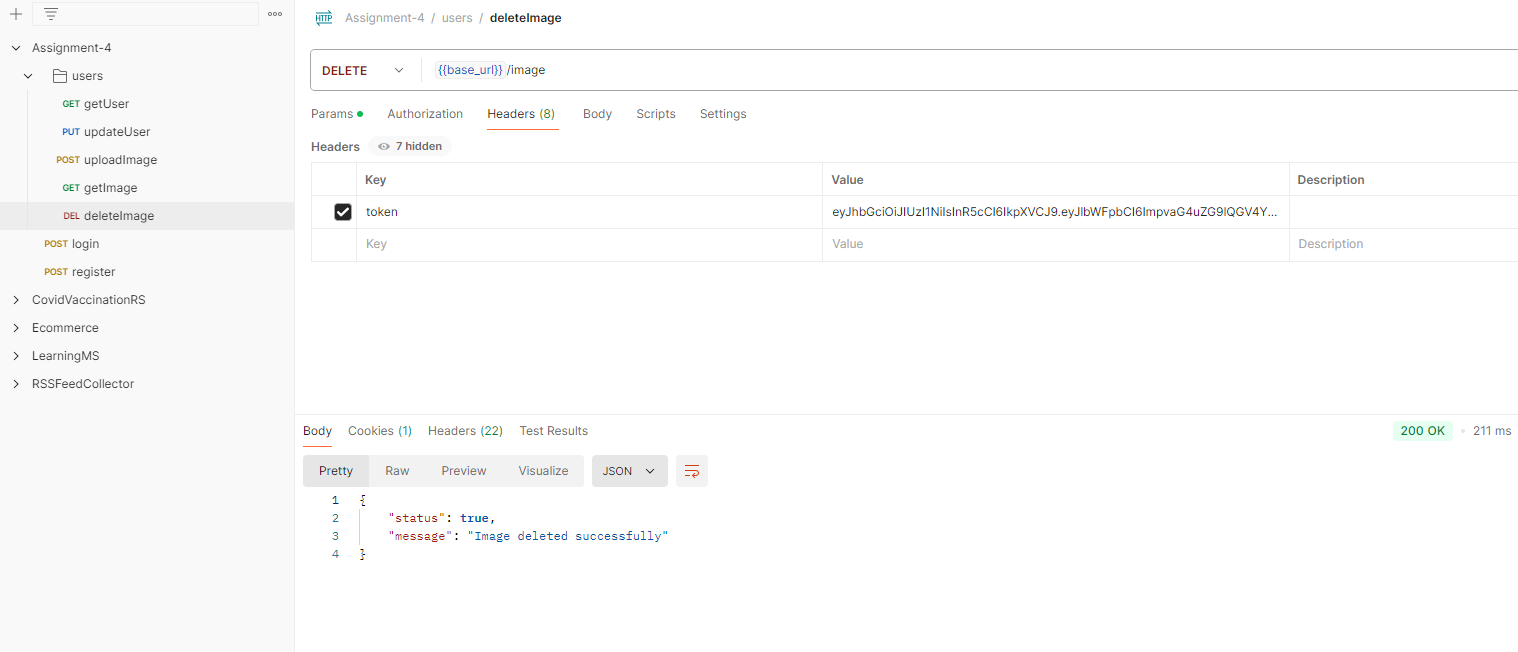 Assignment-4
users
GET getUser
PUT updateUser
POST uploadImage
GET getImage
DEL deleteImage
POST login
POST register
CovidVaccinationRS
Ecommerce
LearningMS
RSSFeedCollector
HTTP Assignment-4 / users / deleteImage
DELETE {{base_url}} /image
Params Authorization Headers (8) Body Scripts Settings
Headers 7 hidden
Key Value Description
token eyJhbGciOiJIUzI1NiIsInR5cCI6IkpXVCJ9.eyJlbWFpbCI6ImpvaG4uZG9lQGV4Y...
Key Value Description
Body Cookies (1) Headers (22) Test Results 200 OK • 211 ms
Pretty Raw Preview Visualize JSON
1 {
2 "status": true,
3 "message": "Image deleted successfully"
4 }